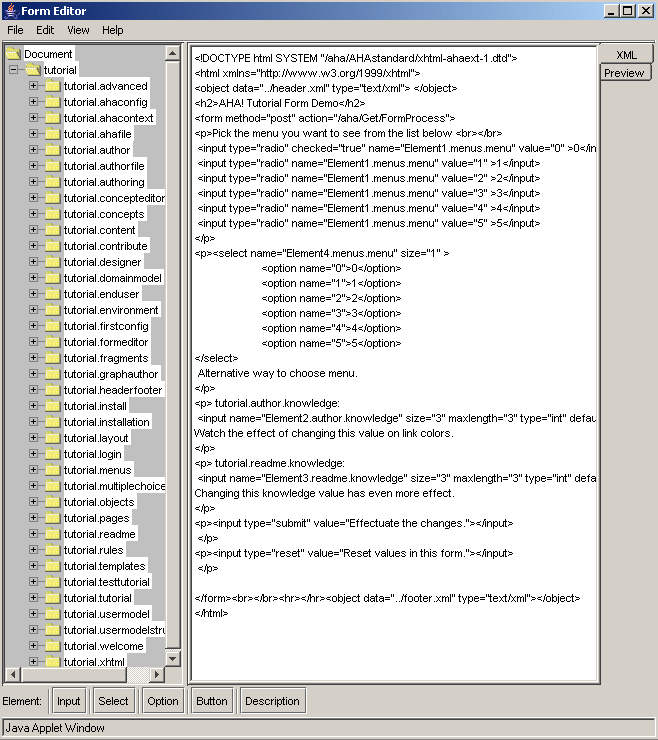 Form Editor
File Edit View Help
Document
tutorial
tutorial.advanced
tutorial.ahaconfig
tutorial.ahacontext
tutorial.ahafile
tutorial.author
tutorial.authorfile
tutorial.authoring
tutorial.concepteditor
tutorial.concepts
tutorial.content
tutorial.contribute
tutorial.designer
tutorial.domainmodel
tutorial.enduser
tutorial.environment
tutorial.firstconfig
tutorial.formeditor
tutorial.fragments
tutorial.graphauthor
tutorial.headerfooter
tutorial.install
tutorial.installation
tutorial.layout
tutorial.login
tutorial.menus
tutorial.multiplechoice
tutorial.objects
tutorial.pages
tutorial.readme
tutorial.rules
tutorial.templates
tutorial.testtutorial
tutorial.tutorial
tutorial.usermodel
tutorial.usermodelstru
tutorial.welcome
tutorial.xhtml
<!DOCTYPE html SYSTEM "/aha/AHAstandard/xhtml-ahaext-1.dtd">
<html xmlns="http://www.w3.org/1999/xhtml">
<object data="../header.xml" type="text/xml"> </object>
<h2>AHA! Tutorial Form Demo</h2>
<form method="post" action="/aha/Get/FormProcess">
<p>Pick the menu you want to see from the list below <br></br>
<input type="radio" checked="true" name="Element1.menus.menu" value="0" >0</in
<input type="radio" name="Element1.menus.menu" value="1" >1</input>
<input type="radio" name="Element1.menus.menu" value="2" >2</input>
<input type="radio" name="Element1.menus.menu" value="3" >3</input>
<input type="radio" name="Element1.menus.menu" value="4" >4</input>
<input type="radio" name="Element1.menus.menu" value="5" >5</input>
</p>
<p><select name="Element4.menus.menu" size="1" >
<option name="0">0</option>
<option name="1">1</option>
<option name="2">2</option>
<option name="3">3</option>
<option name="4">4</option>
<option name="5">5</option>
</select>
Alternative way to choose menu.
</p>
<p> tutorial.author.knowledge:
<input name="Element2.author.knowledge" size="3" maxlength="3" type="int" defau
Watch the effect of changing this value on link colors.
</p>
<p> tutorial.readme.knowledge:
<input name="Element3.readme.knowledge" size="3" maxlength="3" type="int" defa
Changing this knowledge value has even more effect.
</p>
<p><input type="submit" value="Effectuate the changes."></input>
</p>
<p><input type="reset" value="Reset values in this form."></input>
</p>
</form><br></br><hr></hr><object data="../footer.xml" type="text/xml"></object>
</html>
XML
Preview
Element: Input Select Option Button Description
Java Applet Window